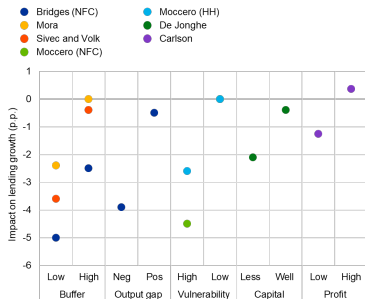 Bridges (NFC)
Mora
Sivec and Volk
Moccero (NFC)
Moccero (HH)
De Jonghe
Carlson
Impact on lending growth (p.p.)
1
0
-1
-2
-3
-4
-5
-6
Low High Neg Pos High Low Less Well Low High
Buffer Output gap Vulnerability Capital Profit